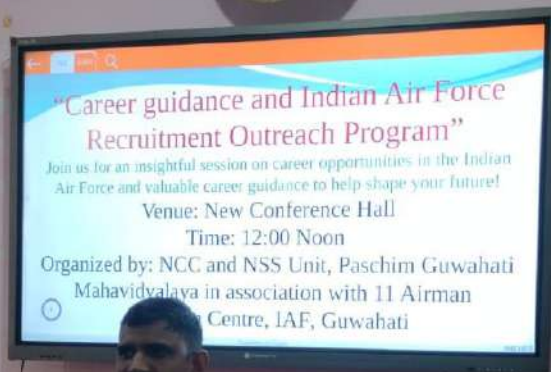 “Career guidance and Indian Air Force
Recruitment Outreach Program”
Join us for an insightful session on career opportunities in the Indian
Air Force and valuable career guidance to help shape your future!
Venue: New Conference Hall
Time: 12:00 Noon
Organized by: NCC and NSS Unit, Paschim Guwahati
Mahavidyalaya in association with 11 Airman
Centre, IAF, Guwahati